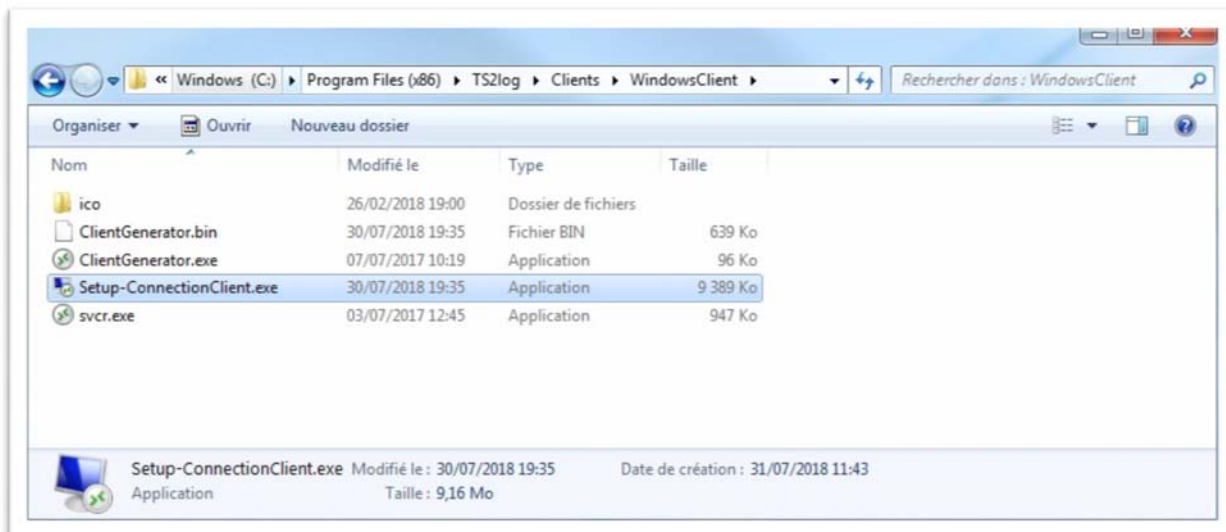 « Windows (C:) ▸ Program Files (x86) ▸ TS2log ▸ Clients ▸ WindowsClient ▸ Rechercher dans : WindowsClient
Organiser Ouvrir Nouveau dossier
Nom Modifié le Type Taille
ico 26/02/2018 19:00 Dossier de fichiers
ClientGenerator.bin 30/07/2018 19:35 Fichier BIN 639 Ko
ClientGenerator.exe 07/07/2017 10:19 Application 96 Ko
Setup-ConnectionClient.exe 30/07/2018 19:35 Application 9 389 Ko
svcr.exe 03/07/2017 12:45 Application 947 Ko
Setup-ConnectionClient.exe Modifié le : 30/07/2018 19:35 Date de création : 31/07/2018 11:43
Application Taille : 9,16 Mo